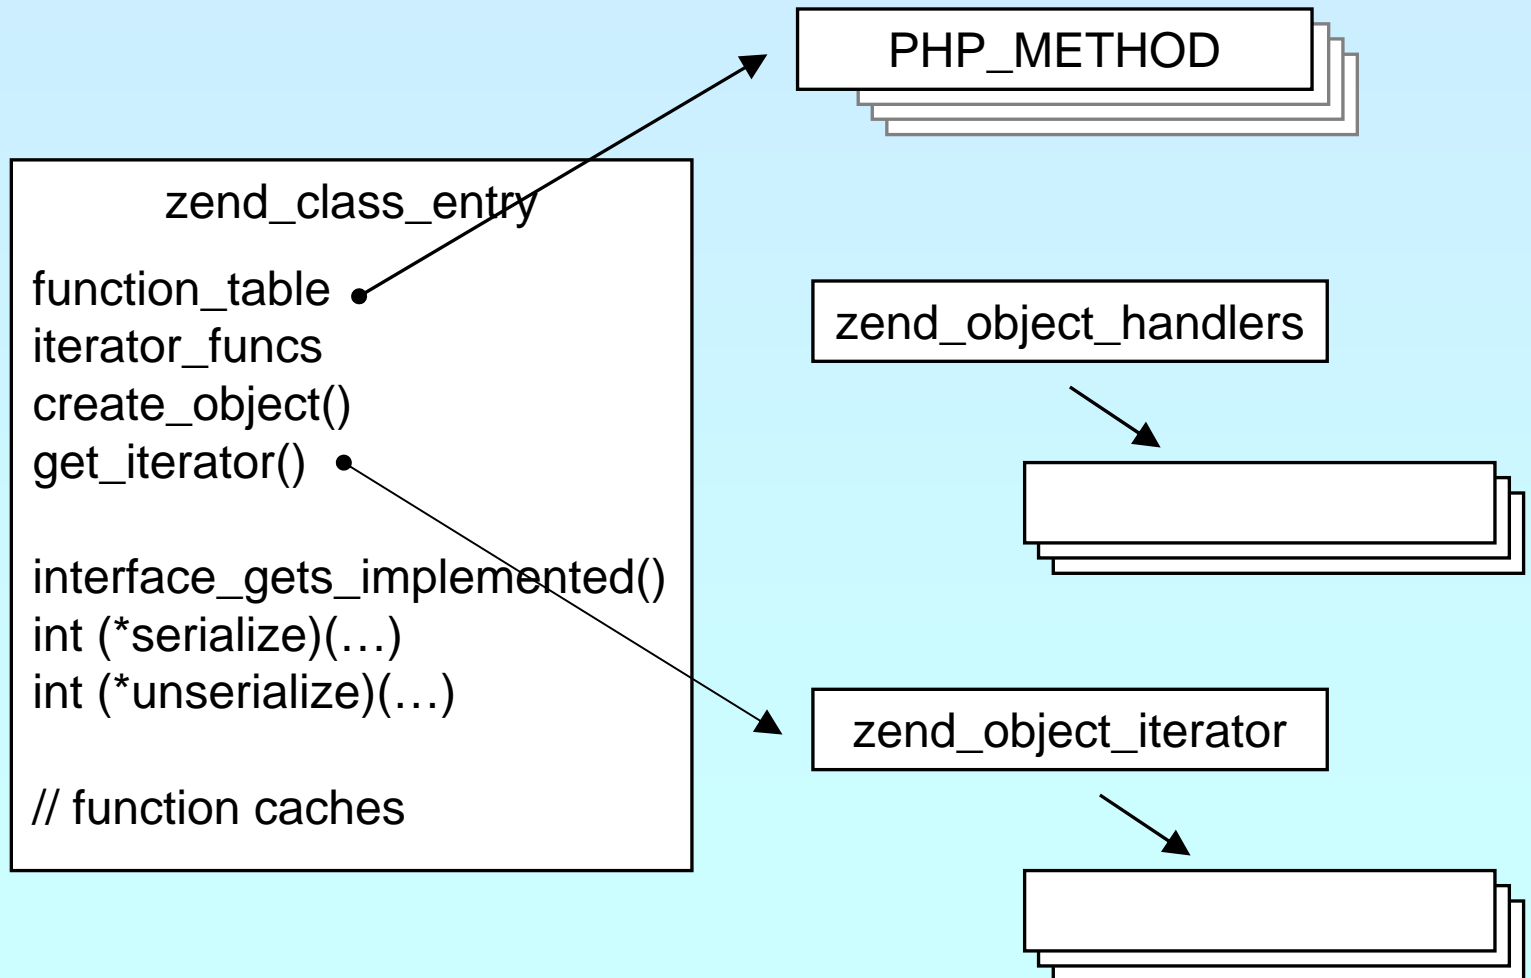 PHP_METHOD
zend_class_entry
function_table
iterator_funcs
create_object()
get_iterator()
interface_gets_implemented()
int (*serialize)(…)
int (*unserialize)(…)
// function caches
zend_object_handlers
zend_object_iterator